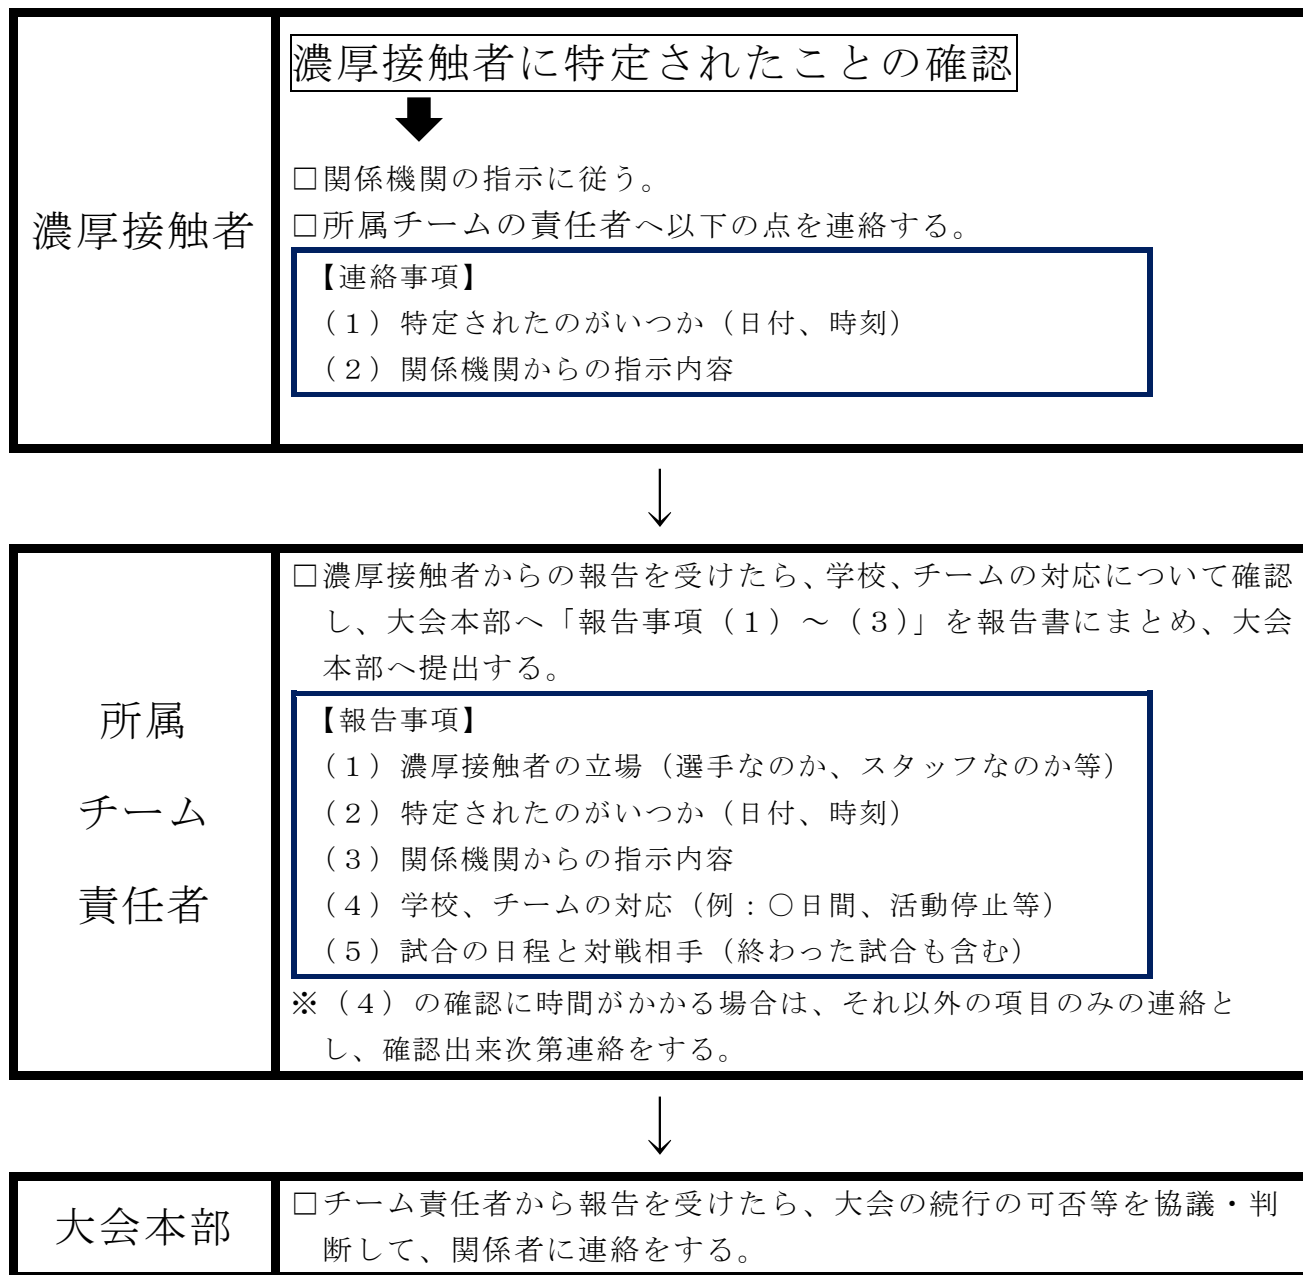 濃厚接触者
濃厚接触者に特定されたことの確認
□関係機関の指示に従う。
□所属チームの責任者へ以下の点を連絡する。
【連絡事項】
（１）特定されたのがいつか（日付、時刻）
（２）関係機関からの指示内容
↓
所属
チーム
責任者
□濃厚接触者からの報告を受けたら、学校、チームの対応について確認
し、大会本部へ「報告事項（１）～（３）」を報告書にまとめ、大会
本部へ提出する。
【報告事項】
（１）濃厚接触者の立場（選手なのか、スタッフなのか等）
（２）特定されたのがいつか（日付、時刻）
（３）関係機関からの指示内容
（４）学校、チームの対応（例：○日間、活動停止等）
（５）試合の日程と対戦相手（終わった試合も含む）
※（４）の確認に時間がかかる場合は、それ以外の項目のみの連絡と
し、確認出来次第連絡をする。
↓
大会本部
□チーム責任者から報告を受けたら、大会の続行の可否等を協議・判
断して、関係者に連絡をする。